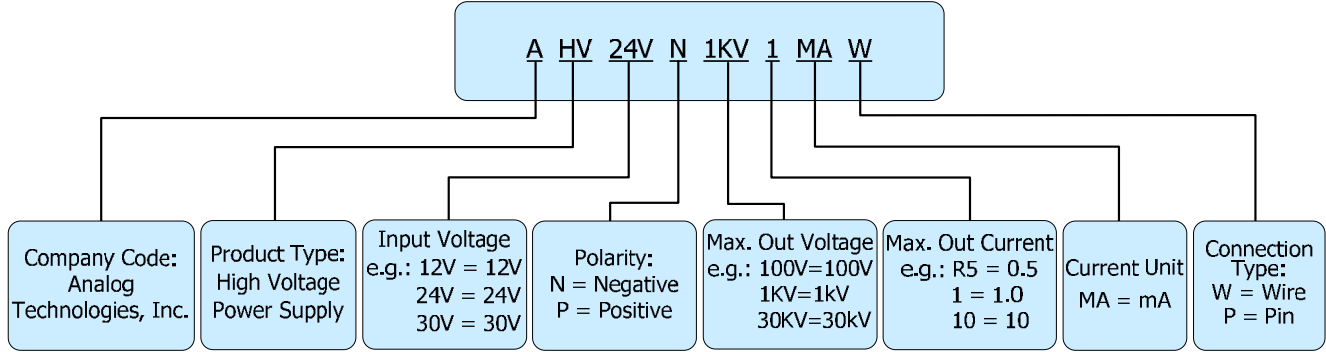 A HV 24V N 1KV 1 MA W
Company Code:
Analog
Technologies, Inc.
Product Type:
High Voltage
Power Supply
Input Voltage
e.g.: 12V = 12V
24V = 24V
30V = 30V
Polarity:
N = Negative
P = Positive
Max. Out Voltage
e.g.: 100V=100V
1KV=1kV
30KV=30kV
Max. Out Current
e.g.: R5 = 0.5
1 = 1.0
10 = 10
Current Unit
MA = mA
Connection
Type:
W = Wire
P = Pin